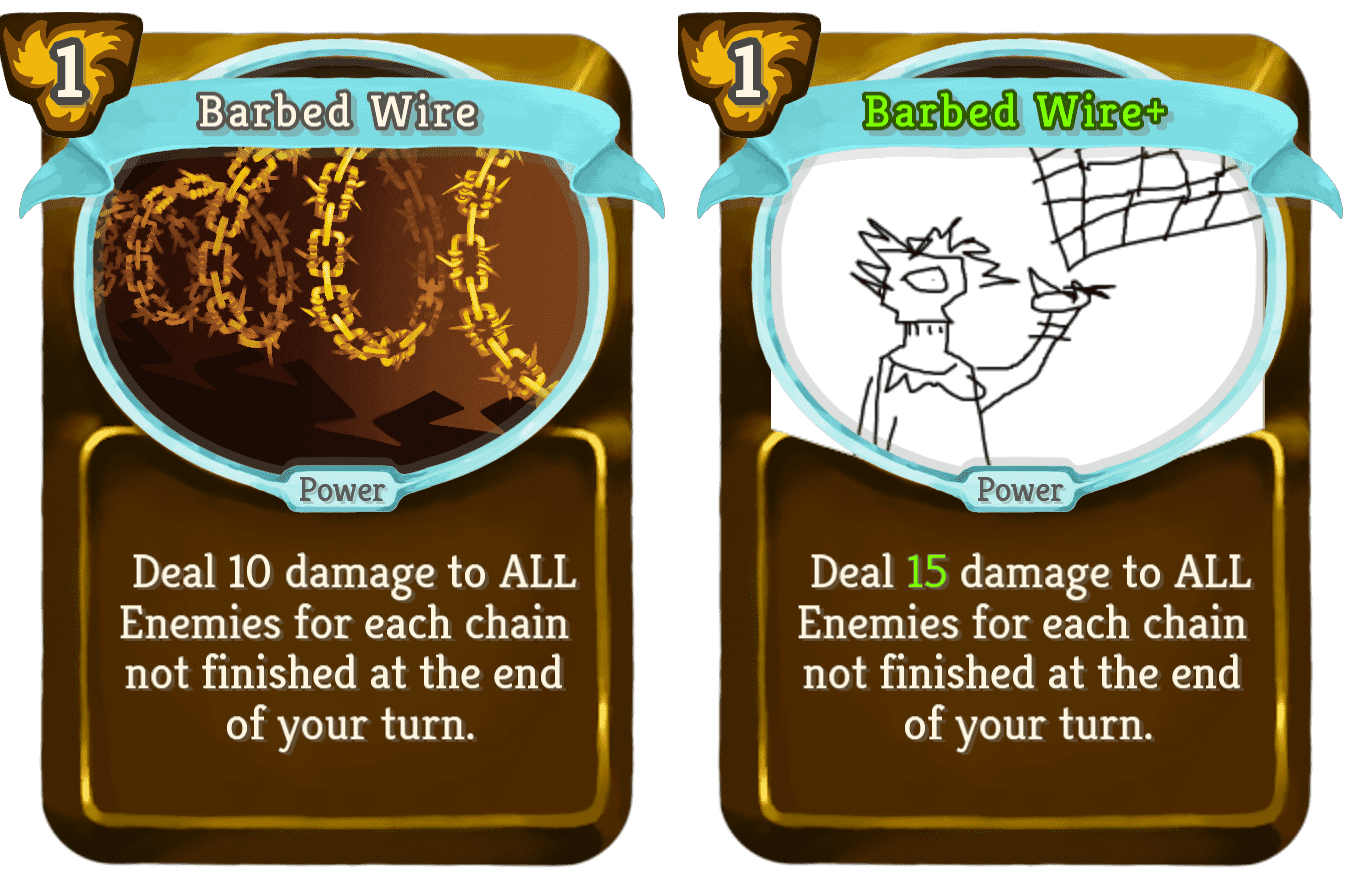 1
Barbed Wire
Power
Deal 10 damage to ALL
Enemies for each chain
not finished at the end
of your turn.
1
Barbed Wire+
Power
Deal 15 damage to ALL
Enemies for each chain
not finished at the end
of your turn.